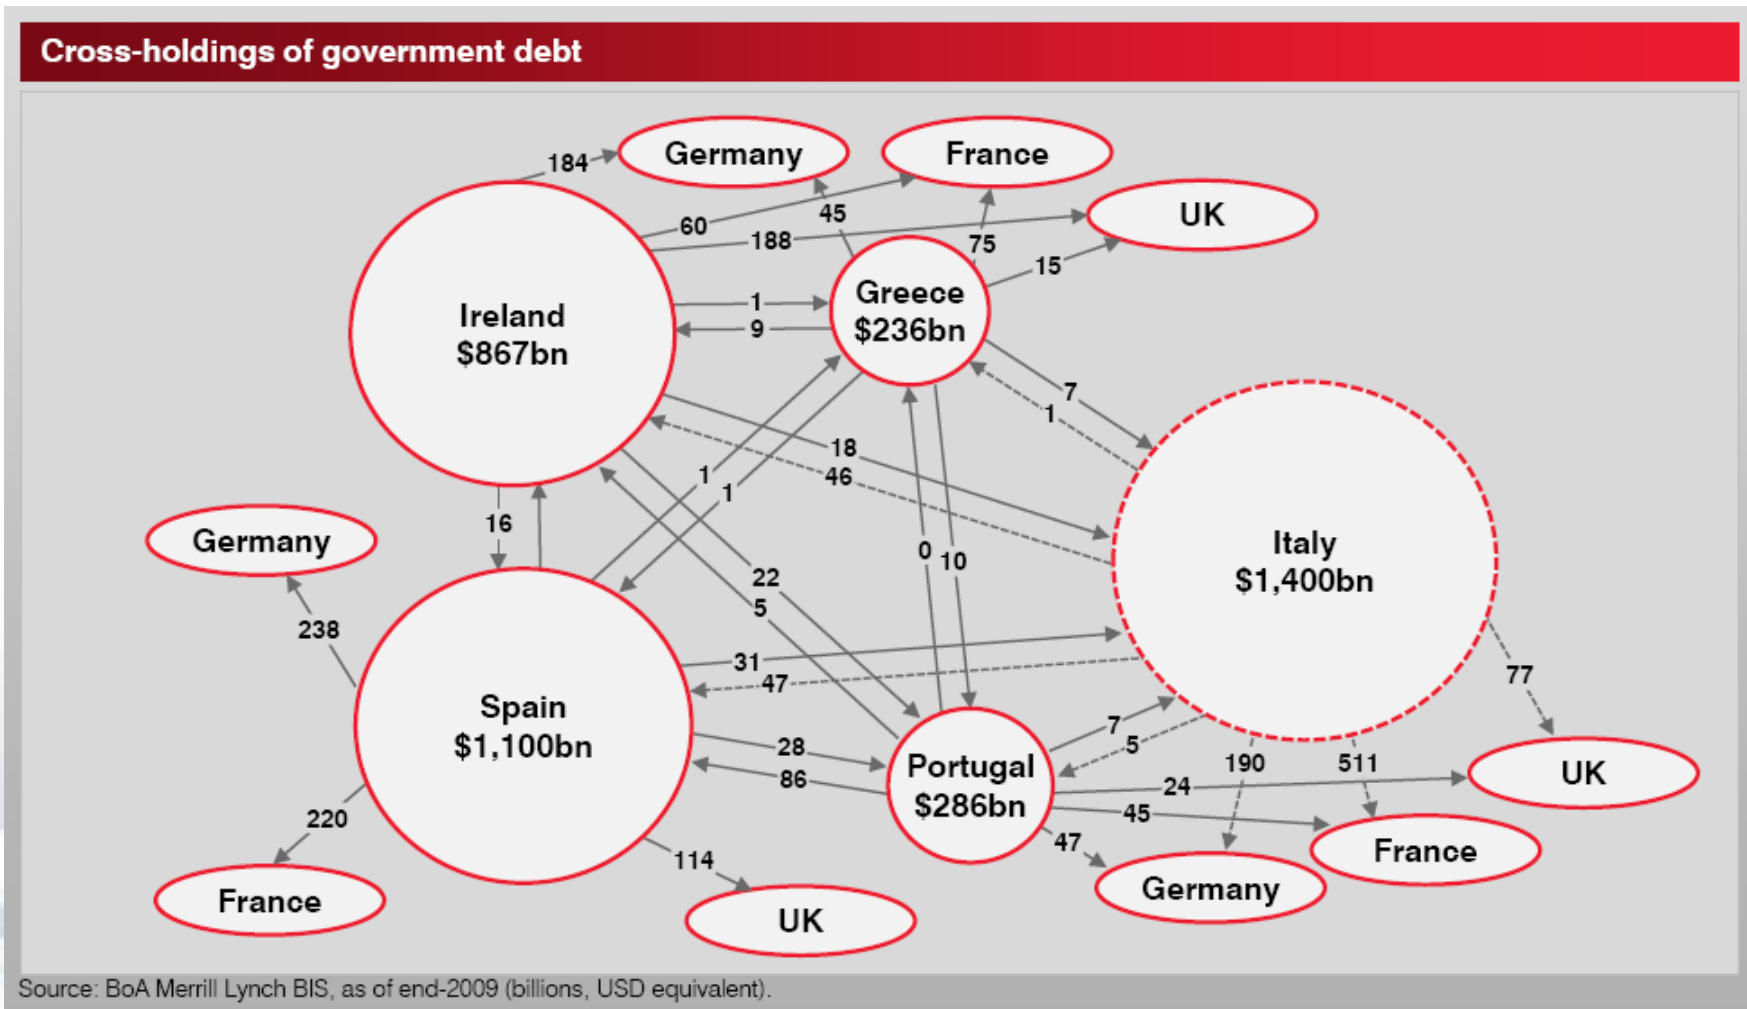 Cross-holdings of government debt
Germany
France
184
UK
45
60
188
75
15
Greece
$236bn
1
9
Ireland
$867bn
7
1
18
46
1
1
16
Germany
Italy
$1,400bn
0
10
22
5
238
31
47
77
Spain
$1,100bn
7
5
28
86
Portugal
$286bn
190
511
UK
24
45
47
220
France
114
Germany
France
UK
Source: BoA Merrill Lynch BIS, as of end-2009 (billions, USD equivalent).